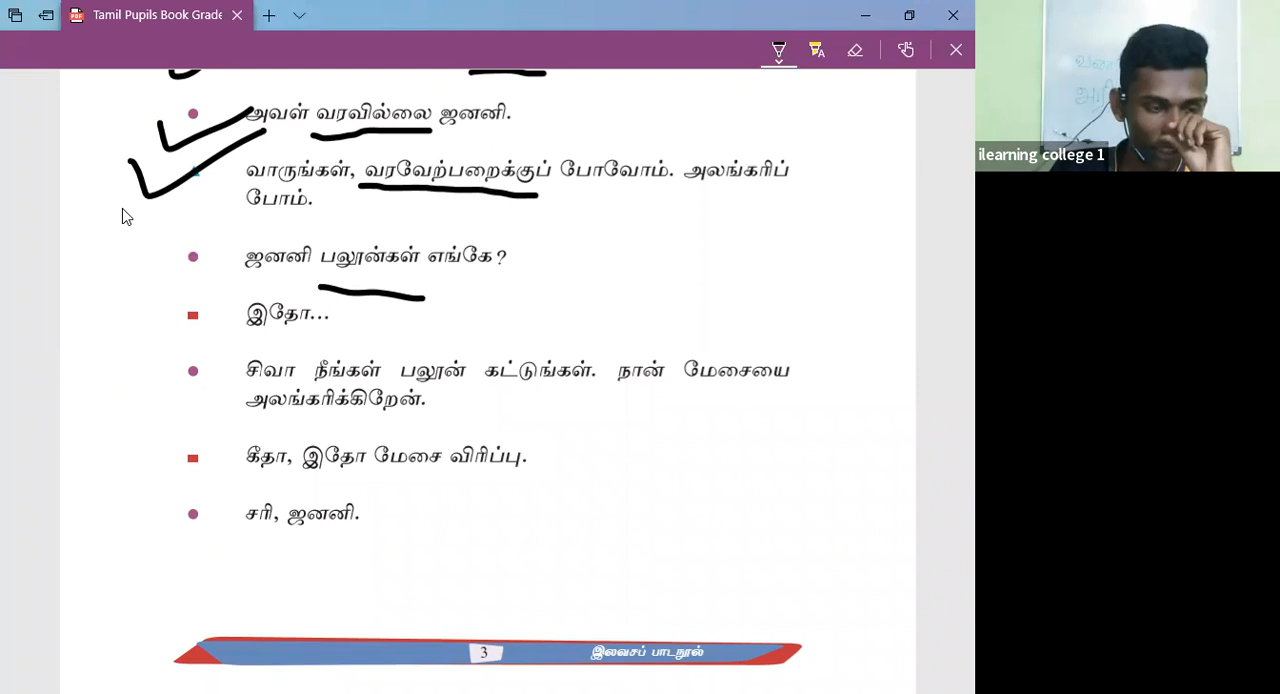 Tamil Pupils Book Grade
அவள் வரவில்லை ஜனனி.
வாருங்கள், வரவேற்பறைக்குப் போவோம். அலங்கரிப்
போம்.
ஜனனி பலூன்கள் எங்கே?
இதோ...
சிவா நீங்கள் பலூன் கட்டுங்கள். நான் மேசையை
அலங்கரிக்கிறேன்.
கீதா, இதோ மேசை விரிப்பு.
சரி, ஜனனி.
3 இலவசப் பாடநூல்
ilearning college 1